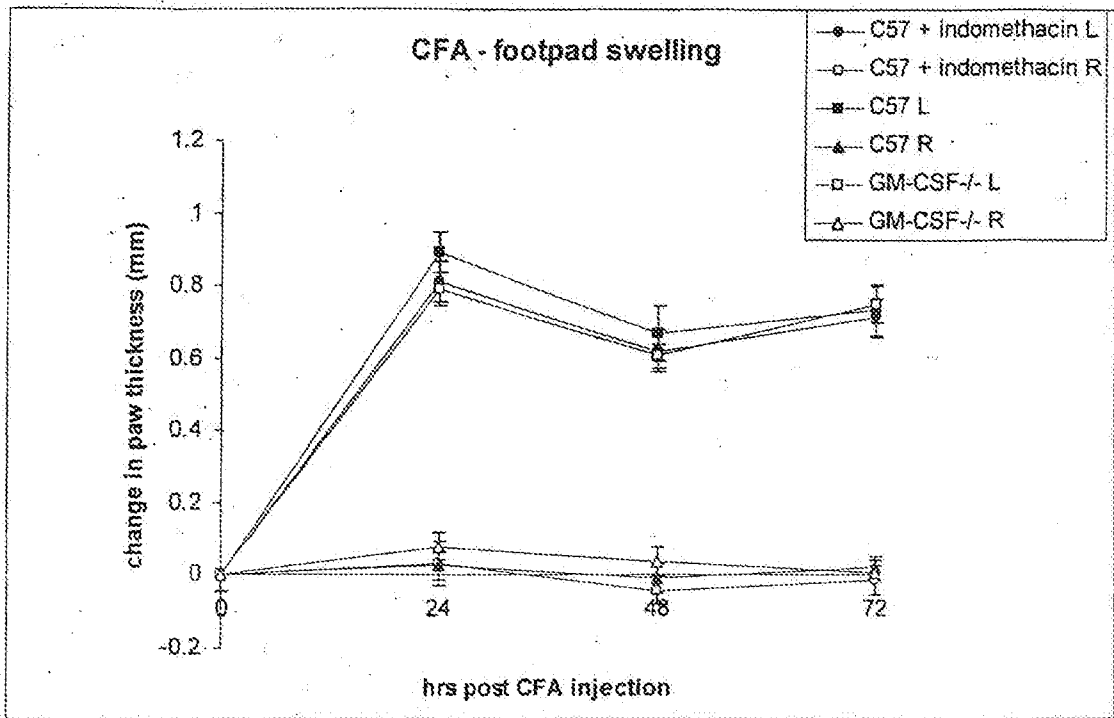 CFA - footpad swelling
C57 + indomethacin L
C57 + indomethacin R
C57 L
C57 R
GM-CSF-/- L
GM-CSF-/- R
change in paw thickness (mm)
1.2
1
0.8
0.6
0.4
0.2
0
-0.2
0
24
48
72
hrs post CFA injection